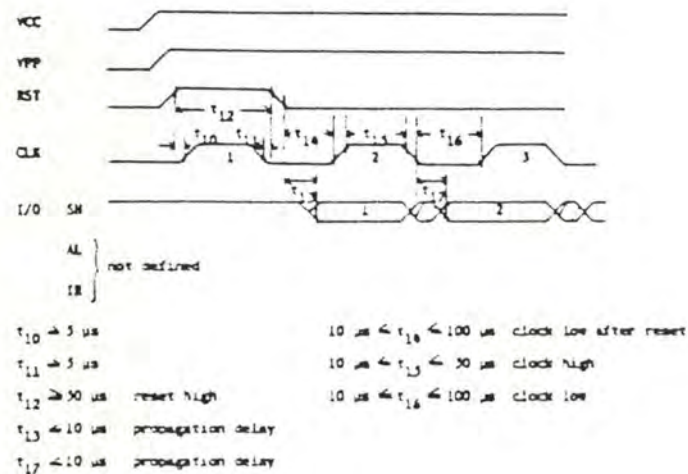 VCC
VPP
RST
t12
t10 t11 t14 t15 t16
CLK 1 2 3
t13 t17
I/O SH 1 2
AL
not defined
IH
t10 ≥ 5 µs 10 µs ≤ t14 ≤ 100 µs clock low after reset
t11 ≥ 5 µs 10 µs ≤ t15 ≤ 50 µs clock high
t12 ≥ 50 µs reset high 10 µs ≤ t16 ≤ 100 µs clock low
t13 ≤ 10 µs propagation delay
t17 ≤ 10 µs propagation delay